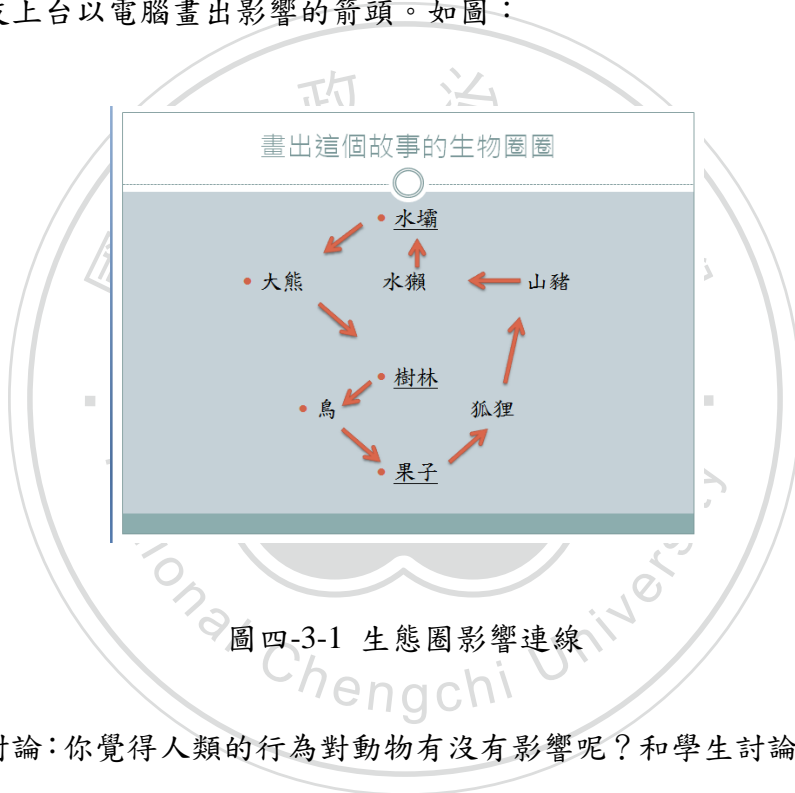 上台以電腦畫出影響的箭頭。如圖：
政 治
畫出這個故事的生物圈圈
• 水壩
• 大熊 水獺 山豬
• 樹林
• 鳥 狐狸
• 果子
圖四-3-1 生態圈影響連線
Chengchi
討論：你覺得人類的行為對動物有沒有影響呢？和學生討論